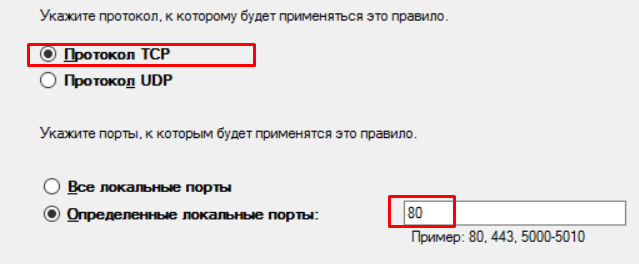 Укажите протокол, к которому будет применяться это правило.
Протокол TCP
Протокол UDP
Укажите порты, к которым будет применятся это правило.
Все локальные порты
Определенные локальные порты: 80
Пример: 80, 443, 5000-5010